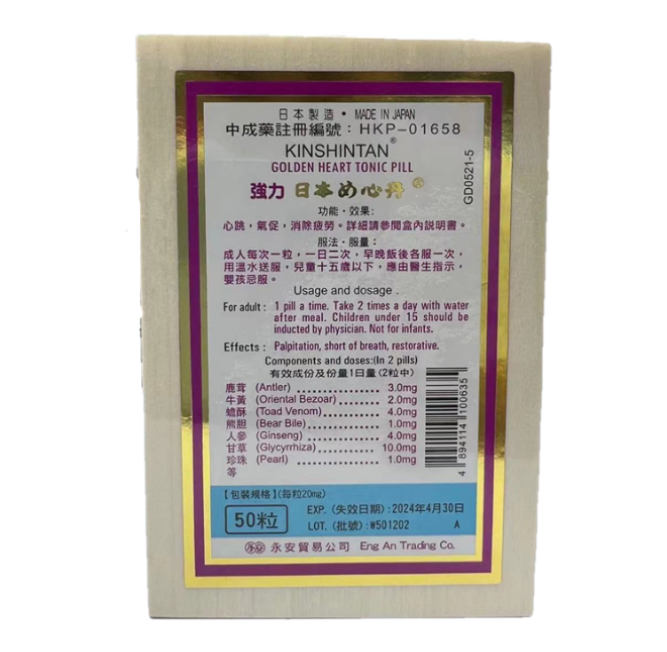 日本製造・MADE IN JAPAN
中成藥註冊編號：HKP-01658
KINSHINTAN®
GOLDEN HEART TONIC PILL
強力 日本め心丹®
功能・效果:
心跳，氣促，消除疲勞。詳細請參閱盒內説明書。
服法・服量：
成人每次一粒，一日二次，早晚飯後各服一次，
用溫水送服，兒童十五歲以下，應由醫生指示，
嬰孩忌服。
Usage and dosage .
For adult : 1 pill a time. Take 2 times a day with water
after meal. Children under 15 should be
inducted by physician. Not for infants.
Effects : Palpitation, short of breath, restorative.
Components and doses:(In 2 pills)
有效成份及份量1日量(2粒中)
鹿茸 (Antler) .................... 3.0mg
牛黃 (Oriental Bezoar) ............ 2.0mg
蟾酥 (Toad Venom) ................ 4.0mg
熊胆 (Bear Bile) ................. 1.0mg
人參 (Ginseng) ................... 4.0mg
甘草 (Glycyrrhiza) ............... 10.0mg
珍珠 (Pearl) ..................... 1.0mg
等
【包裝規格】(每粒20mg)
50粒
EXP. (失效日期) :2024年4月30日
LOT. (批號) :W501202 A
永安貿易公司 Eng An Trading Co.
GD0521-5
4 894114 100635